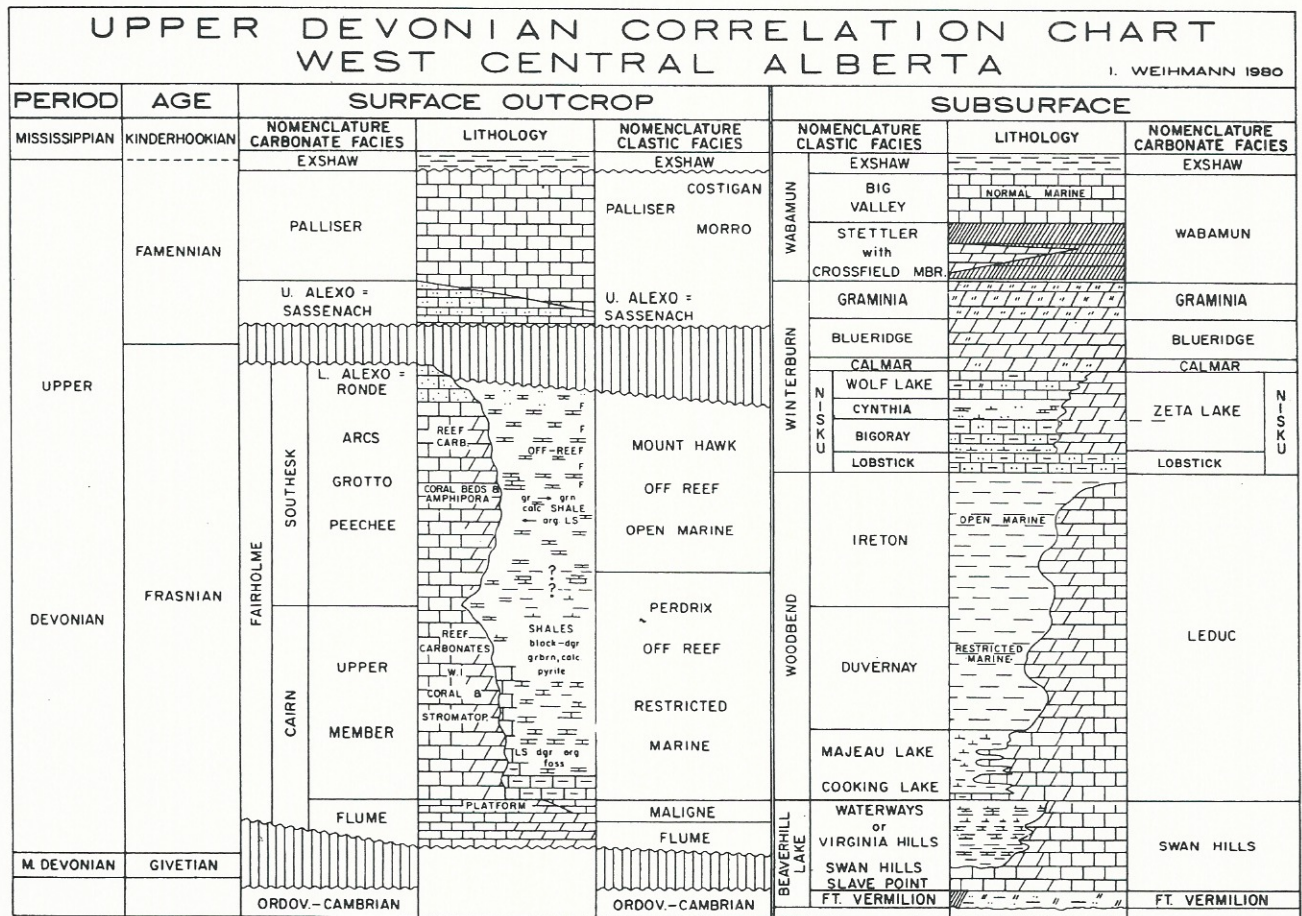 UPPER DEVONIAN CORRELATION CHART
WEST CENTRAL ALBERTA
I. WEIHMANN 1980
PERIOD
AGE
SURFACE OUTCROP
SUBSURFACE
MISSISSIPPIAN
KINDERHOOKIAN
NOMENCLATURE
CARBONATE FACIES
LITHOLOGY
NOMENCLATURE
CLASTIC FACIES
NOMENCLATURE
CLASTIC FACIES
LITHOLOGY
NOMENCLATURE
CARBONATE FACIES
UPPER
DEVONIAN
M. DEVONIAN
FAMENNIAN
FRASNIAN
GIVETIAN
EXSHAW
PALLISER
U. ALEXO =
SASSENACH
FAIRHOLME
SOUTHESK
L. ALEXO =
RONDE
ARCS
GROTTO
PEECHEE
CAIRN
UPPER
MEMBER
FLUME
ORDOV.-CAMBRIAN
REEF
CARB.
CORAL BEDS &
AMPHIPORA
REEF
CARBONATES
W.I
CORAL &
STROMATOP.
PLATFORM
F
F
OFF-REEF
F
F
gr → grn
calc SHALE
← arg LS
?
?
SHALES
black-dgr
grbrn, calc
pyrite
LS dgr arg
foss
EXSHAW
COSTIGAN
PALLISER
MORRO
U. ALEXO =
SASSENACH
MOUNT HAWK
OFF REEF
OPEN MARINE
PERDRIX
OFF REEF
RESTRICTED
MARINE
MALIGNE
FLUME
ORDOV.-CAMBRIAN
WABAMUN
EXSHAW
BIG
VALLEY
STETTLER
with
CROSSFIELD MBR.
WINTERBURN
GRAMINIA
BLUERIDGE
CALMAR
NISKU
WOLF LAKE
CYNTHIA
BIGORAY
LOBSTICK
WOODBEND
IRETON
DUVERNAY
MAJEAU LAKE
COOKING LAKE
BEAVERHILL
LAKE
WATERWAYS
or
VIRGINIA HILLS
SWAN HILLS
SLAVE POINT
FT. VERMILION
NORMAL MARINE
OPEN MARINE
RESTRICTED
MARINE
EXSHAW
WABAMUN
GRAMINIA
BLUERIDGE
CALMAR
ZETA LAKE
NISKU
LOBSTICK
LEDUC
SWAN HILLS
FT. VERMILION